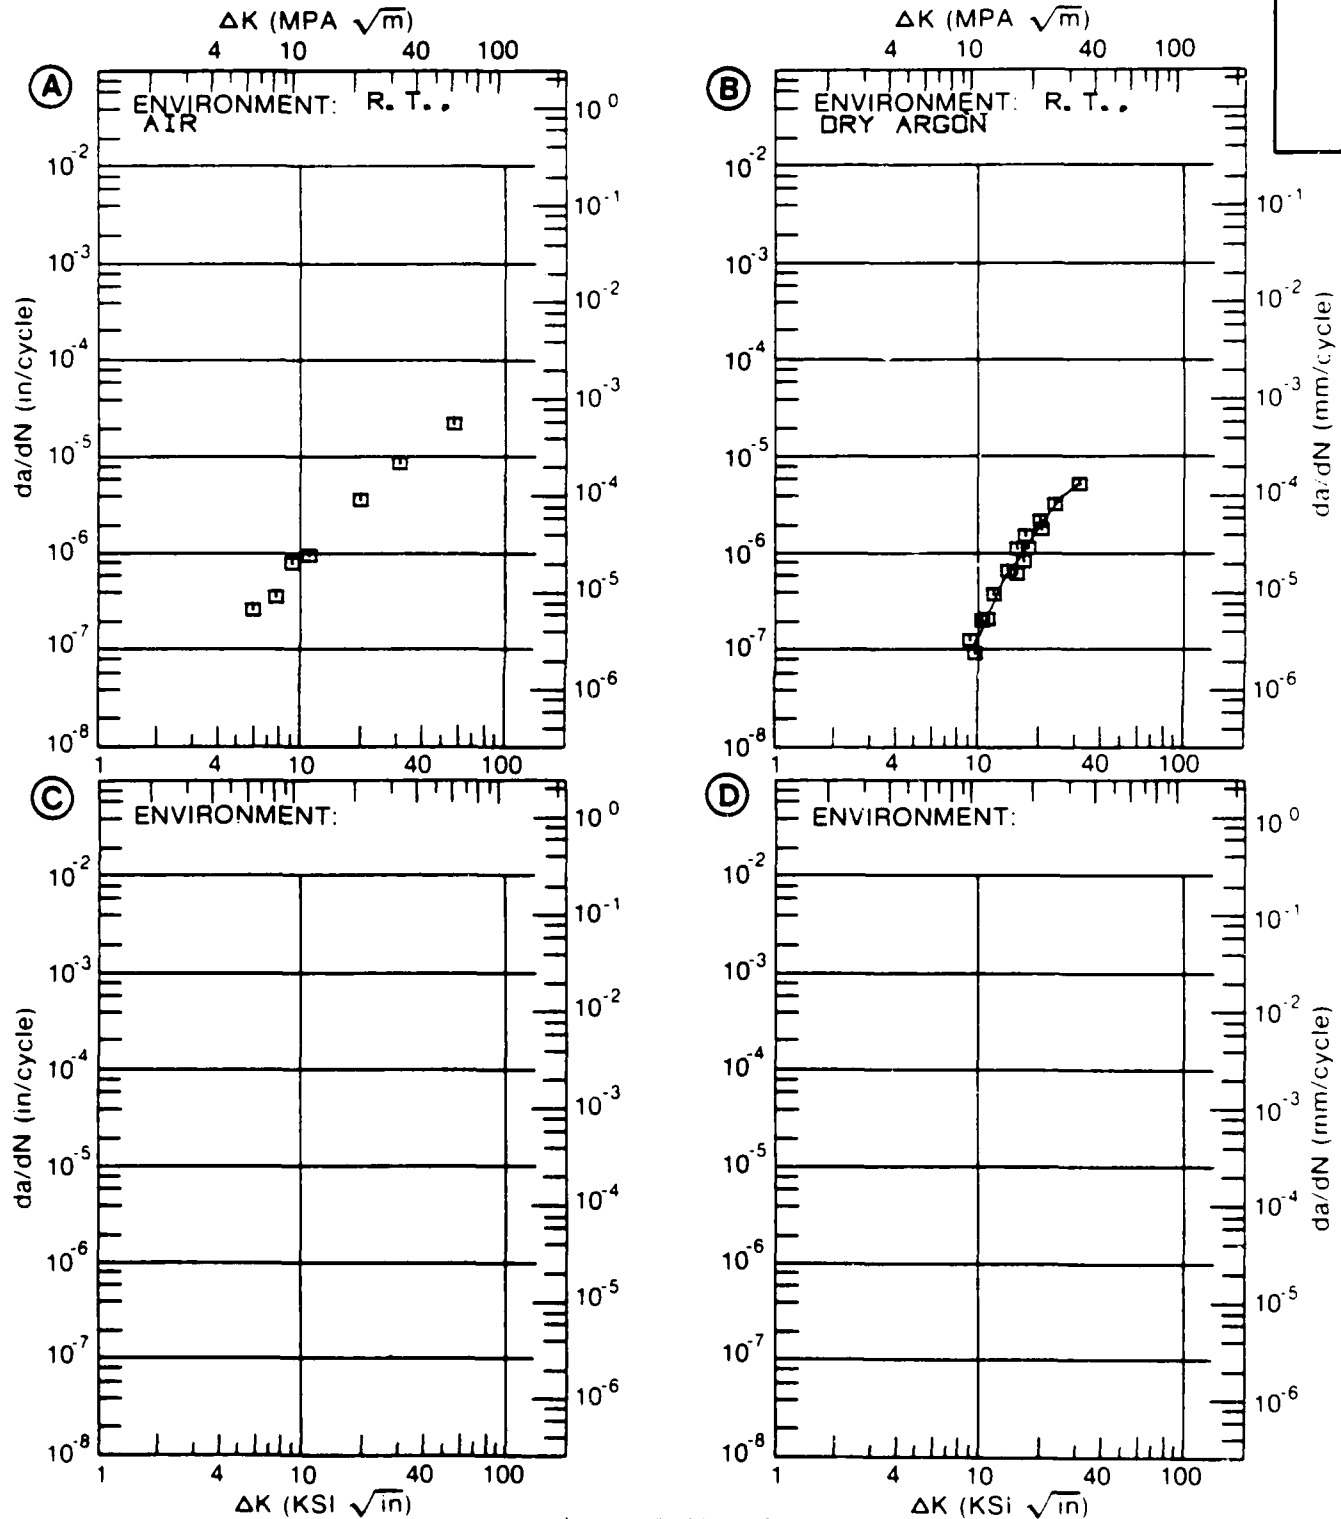 ΔK (MPA √m) ΔK (MPA √m)
4 10 40 100 4 10 40 100
A B
ENVIRONMENT: R. T., ENVIRONMENT: R. T.,
AIR DRY ARGON
10^0
10^-2 10^-1 10^-2 10^-1
10^-3 10^-2 10^-3 10^-2
10^-4 10^-3 10^-4 10^-3
10^-5 10^-4 10^-5 10^-4
10^-6 10^-5 10^-6 10^-5
10^-7 10^-6 10^-7 10^-6
10^-8 10^-8
da/dN (in/cycle) da/dN (mm/cycle)
1 4 10 40 100 1 4 10 40 100
C D
ENVIRONMENT: ENVIRONMENT:
10^0 10^0
10^-2 10^-1 10^-2 10^-1
10^-3 10^-2 10^-3 10^-2
10^-4 10^-3 10^-4 10^-3
10^-5 10^-4 10^-5 10^-4
10^-6 10^-5 10^-6 10^-5
10^-7 10^-6 10^-7 10^-6
10^-8 10^-8
da/dN (in/cycle) da/dN (mm/cycle)
1 4 10 40 100 1 4 10 40 100
ΔK (KSI √in) ΔK (KSi √in)